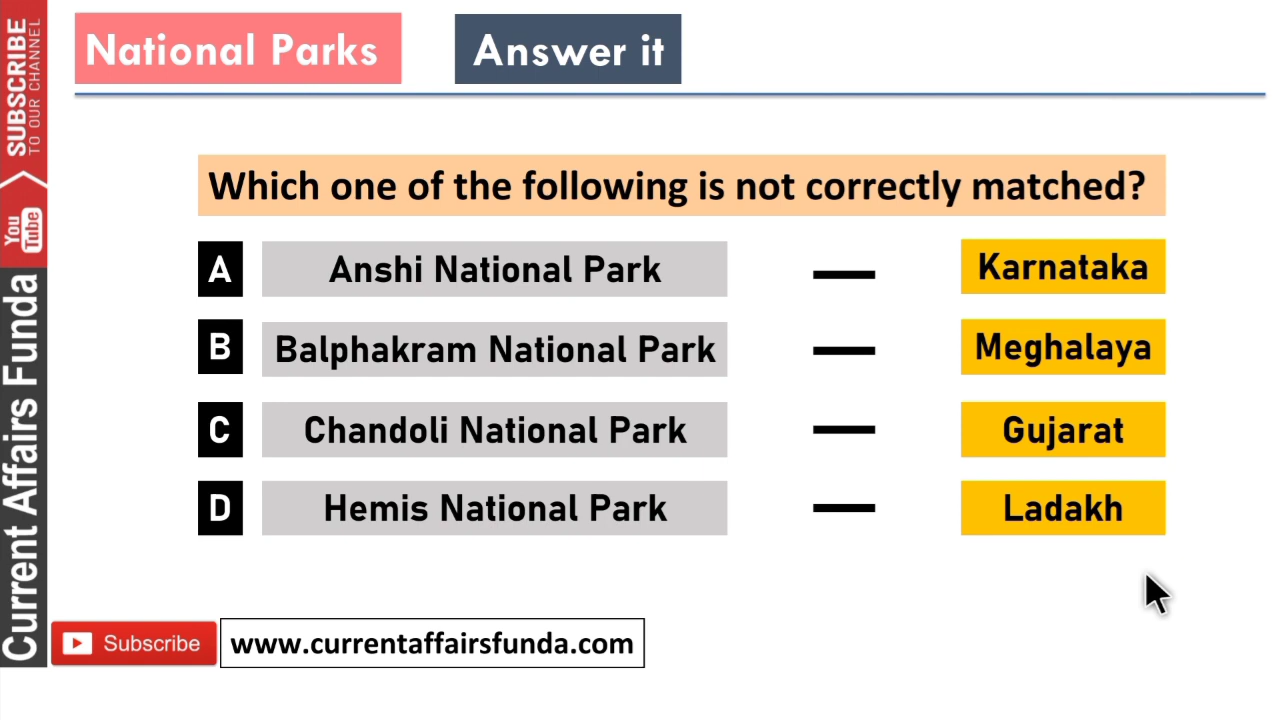 National Parks
Answer it
Which one of the following is not correctly matched?
A Anshi National Park — Karnataka
B Balphakram National Park — Meghalaya
C Chandoli National Park — Gujarat
D Hemis National Park — Ladakh
SUBSCRIBE
TO OUR CHANNEL
You
Tube
Current Affairs Funda
Subscribe
www.currentaffairsfunda.com